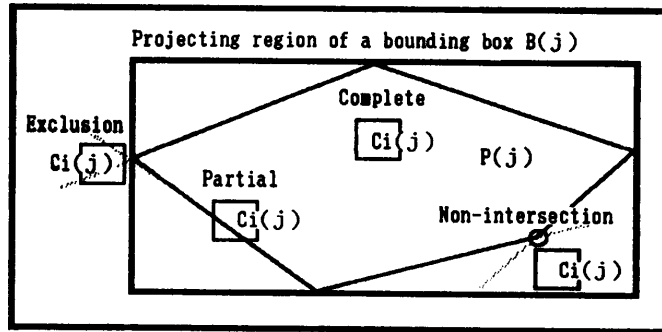 Projecting region of a bounding box B(j)
Complete
Exclusion
Ci(j)
Ci(j)
P(j)
Partial
Ci(j)
Non-intersection
Ci(j)